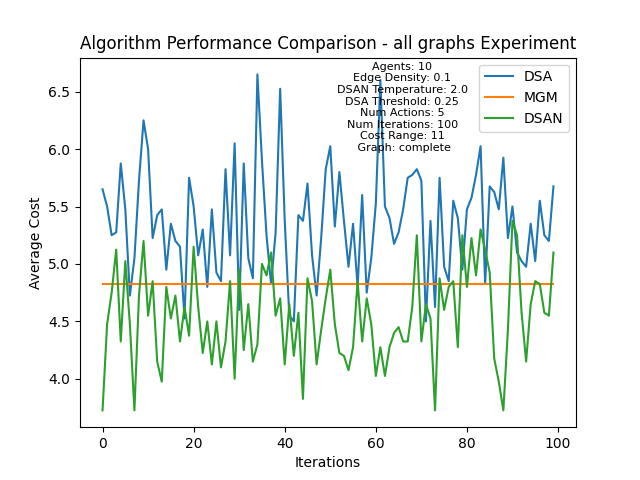 Algorithm Performance Comparison - all graphs Experiment
Agents: 10
Edge Density: 0.1
DSAN Temperature: 2.0
DSA Threshold: 0.25
Num Actions: 5
Num Iterations: 100
Cost Range: 11
Graph: complete
DSA
MGM
DSAN
Average Cost
6.5
6.0
5.5
5.0
4.5
4.0
0
20
40
60
80
100
Iterations